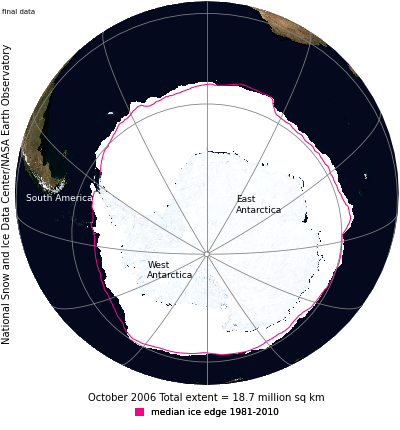 final data
National Snow and Ice Data Center/NASA Earth Observatory
South America
East
Antarctica
West
Antarctica
October 2006 Total extent = 18.7 million sq km
median ice edge 1981-2010